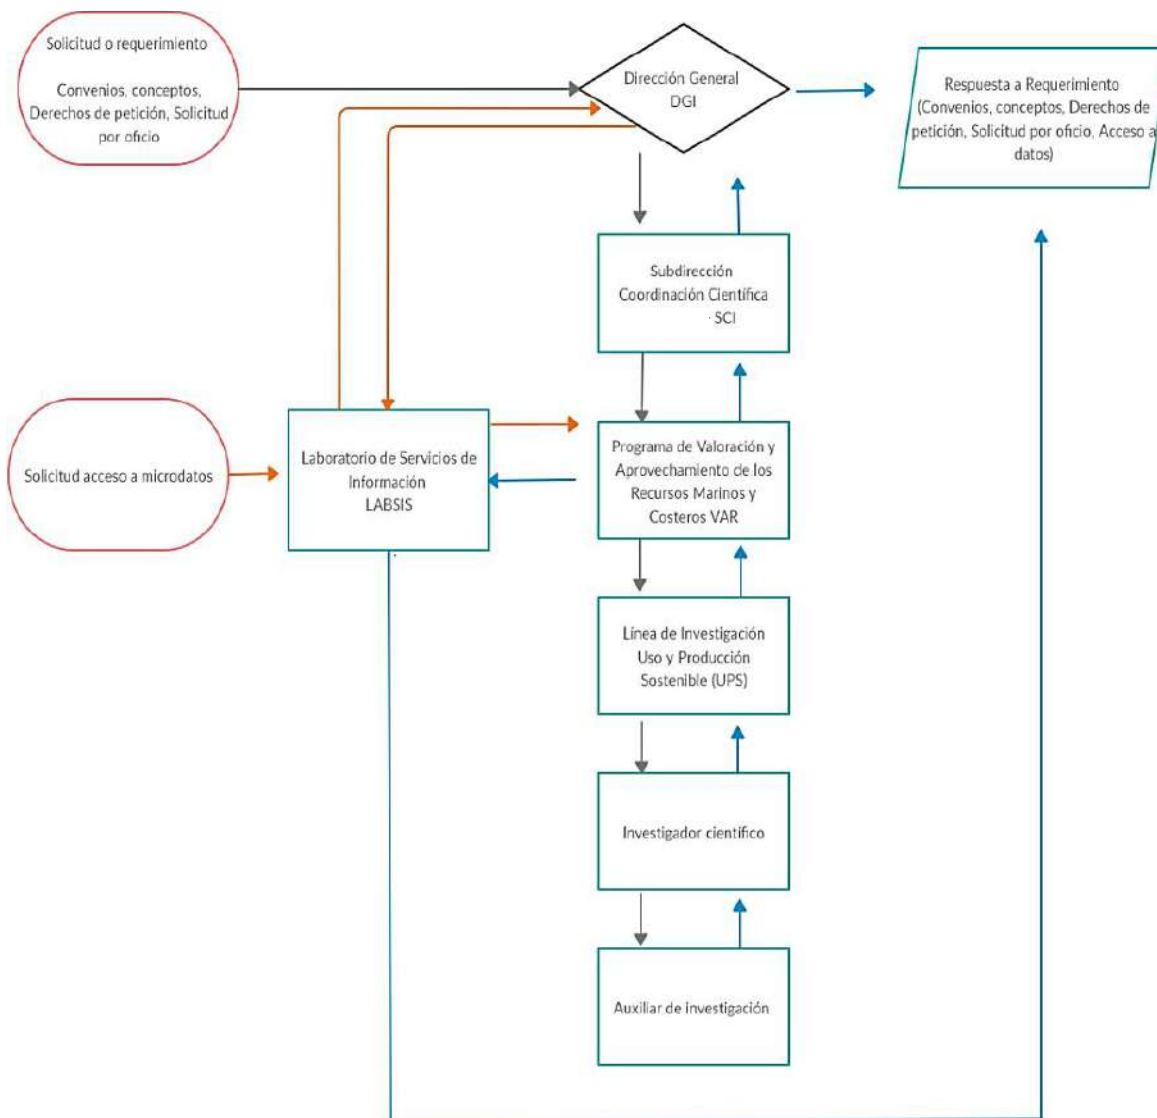 Solicitud o requerimiento
Convenios, conceptos,
Derechos de petición, Solicitud
por oficio
Dirección General
DGI
Respuesta a Requerimiento
(Convenios, conceptos, Derechos de
petición, Solicitud por oficio, Acceso a
datos)
Subdirección
Coordinación Científica
- SCI
Solicitud acceso a microdatos
Laboratorio de Servicios de
Información
LABSIS
Programa de Valoración y
Aprovechamiento de los
Recursos Marinos y
Costeros VAR
Línea de Investigación
Uso y Producción
Sostenible (UPS)
Investigador científico
Auxiliar de investigación